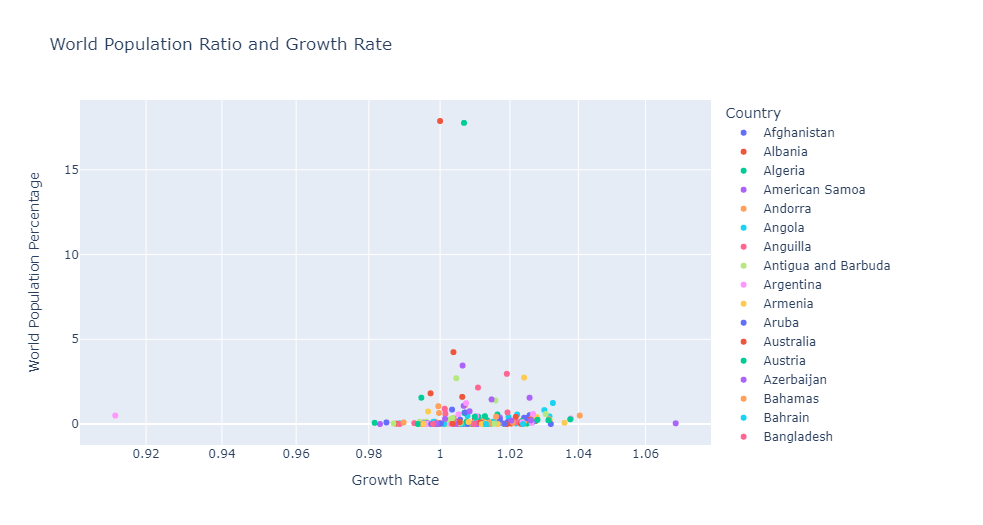 World Population Ratio and Growth Rate
World Population Percentage
15
10
5
0
0.92 0.94 0.96 0.98 1 1.02 1.04 1.06
Growth Rate
Country
Afghanistan
Albania
Algeria
American Samoa
Andorra
Angola
Anguilla
Antigua and Barbuda
Argentina
Armenia
Aruba
Australia
Austria
Azerbaijan
Bahamas
Bahrain
Bangladesh